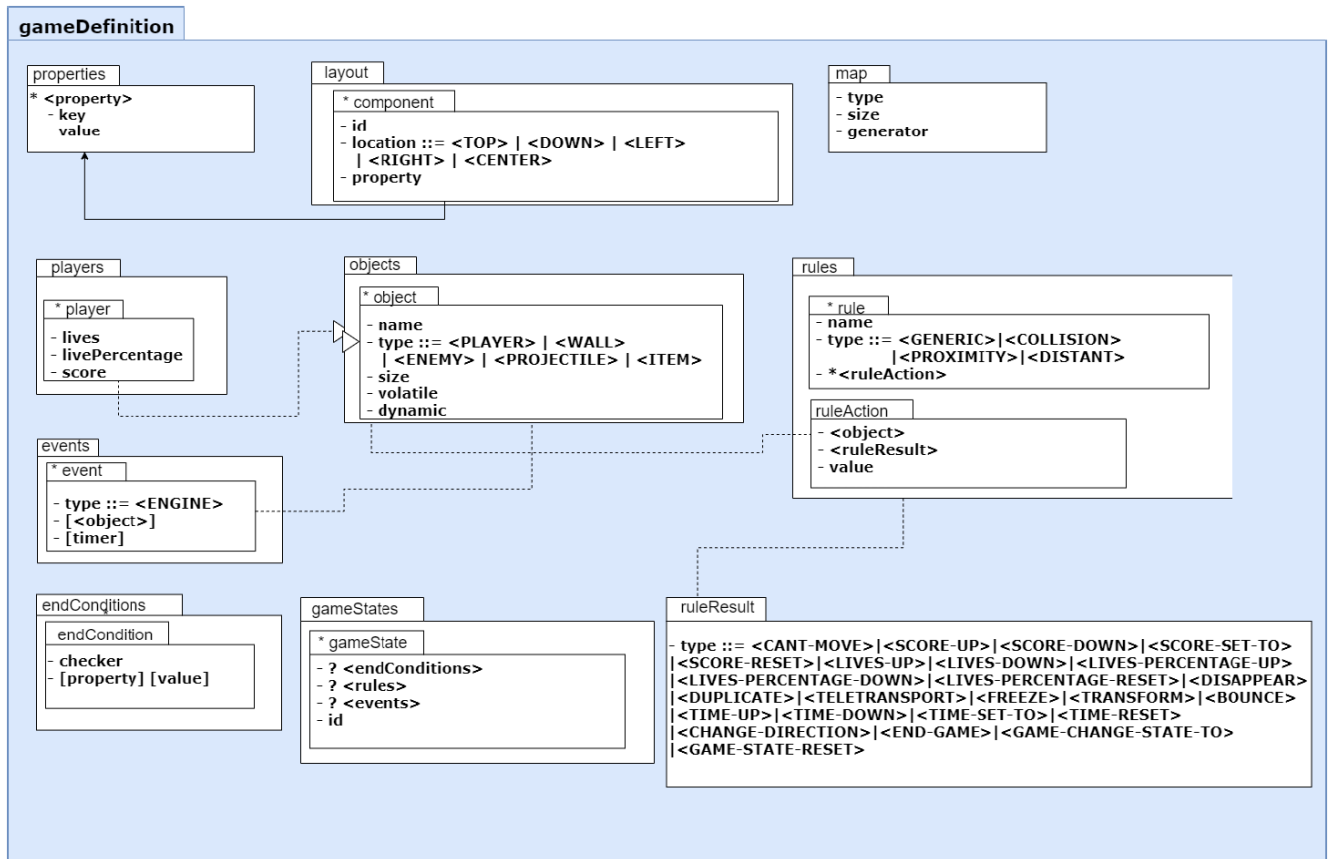 gameDefinition
properties
* <property>
- key
value
layout
* component
- id
- location ::= <TOP> | <DOWN> | <LEFT>
| <RIGHT> | <CENTER>
- property
map
- type
- size
- generator
players
* player
- lives
- livePercentage
- score
objects
* object
- name
- type ::= <PLAYER> | <WALL>
| <ENEMY> | <PROJECTILE> | <ITEM>
- size
- volatile
- dynamic
rules
* rule
- name
- type ::= <GENERIC>|<COLLISION>
|<PROXIMITY>|<DISTANT>
- *<ruleAction>
ruleAction
- <object>
- <ruleResult>
- value
events
* event
- type ::= <ENGINE>
- [<object>]
- [timer]
endConditions
endCondition
- checker
- [property] [value]
gameStates
* gameState
- ? <endConditions>
- ? <rules>
- ? <events>
- id
ruleResult
- type ::= <CANT-MOVE>|<SCORE-UP>|<SCORE-DOWN>|<SCORE-SET-TO>
|<SCORE-RESET>|<LIVES-UP>|<LIVES-DOWN>|<LIVES-PERCENTAGE-UP>
|<LIVES-PERCENTAGE-DOWN>|<LIVES-PERCENTAGE-RESET>|<DISAPPEAR>
|<DUPLICATE>|<TELETRANSPORT>|<FREEZE>|<TRANSFORM>|<BOUNCE>
|<TIME-UP>|<TIME-DOWN>|<TIME-SET-TO>|<TIME-RESET>
|<CHANGE-DIRECTION>|<END-GAME>|<GAME-CHANGE-STATE-TO>
|<GAME-STATE-RESET>